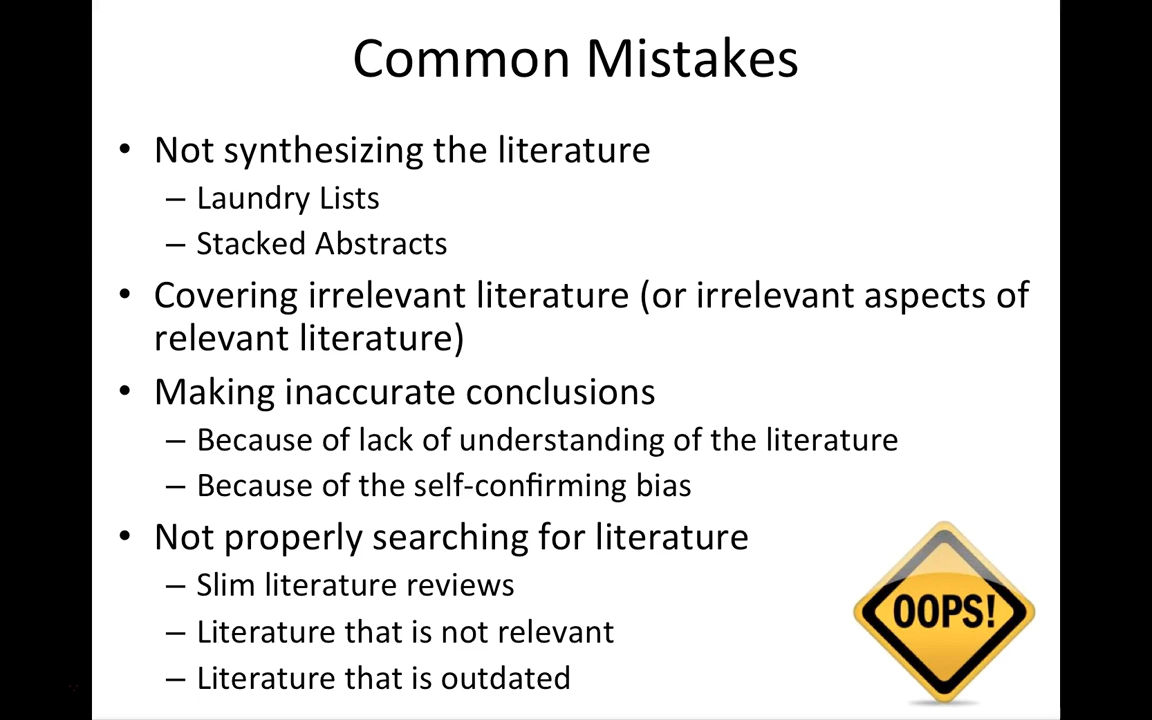 Common Mistakes
• Not synthesizing the literature
– Laundry Lists
– Stacked Abstracts
• Covering irrelevant literature (or irrelevant aspects of
relevant literature)
• Making inaccurate conclusions
– Because of lack of understanding of the literature
– Because of the self-confirming bias
• Not properly searching for literature
– Slim literature reviews
– Literature that is not relevant
– Literature that is outdated
OOPS!